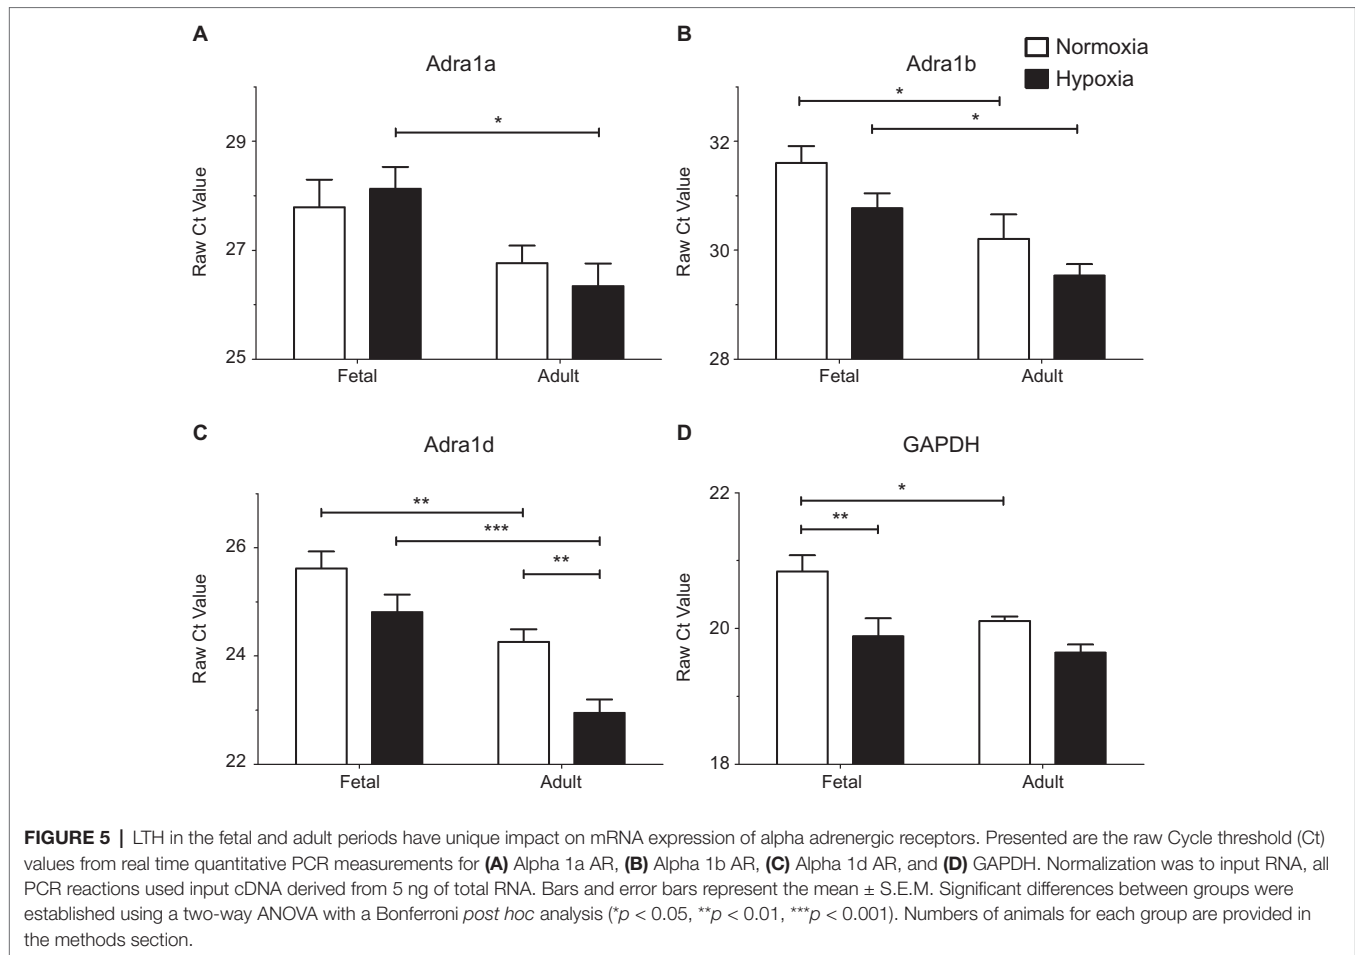 A
Adra1a
Raw Ct Value
29
27
25
*
Fetal
Adult
B
Adra1b
Normoxia
Hypoxia
Raw Ct Value
32
30
28
*
*
Fetal
Adult
C
Adra1d
Raw Ct Value
26
24
22
**
***
**
Fetal
Adult
D
GAPDH
Raw Ct Value
22
20
18
*
**
Fetal
Adult
FIGURE 5 | LTH in the fetal and adult periods have unique impact on mRNA expression of alpha adrenergic receptors. Presented are the raw Cycle threshold (Ct)
values from real time quantitative PCR measurements for (A) Alpha 1a AR, (B) Alpha 1b AR, (C) Alpha 1d AR, and (D) GAPDH. Normalization was to input RNA, all
PCR reactions used input cDNA derived from 5 ng of total RNA. Bars and error bars represent the mean ± S.E.M. Significant differences between groups were
established using a two-way ANOVA with a Bonferroni post hoc analysis (*p < 0.05, **p < 0.01, ***p < 0.001). Numbers of animals for each group are provided in
the methods section.